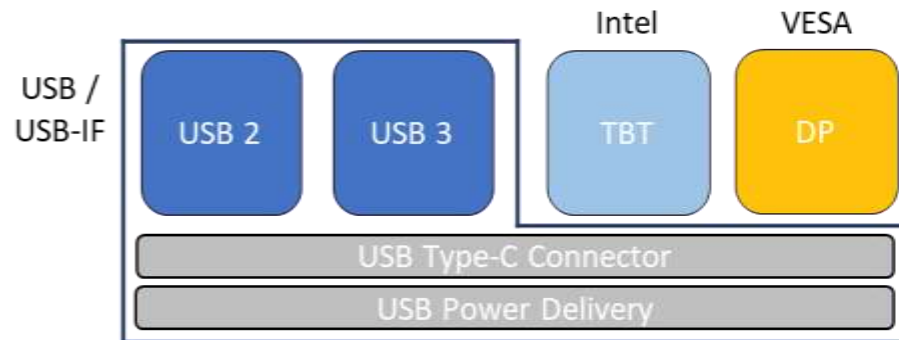 Intel
VESA
USB /
USB-IF
USB 2
USB 3
TBT
DP
USB Type-C Connector
USB Power Delivery